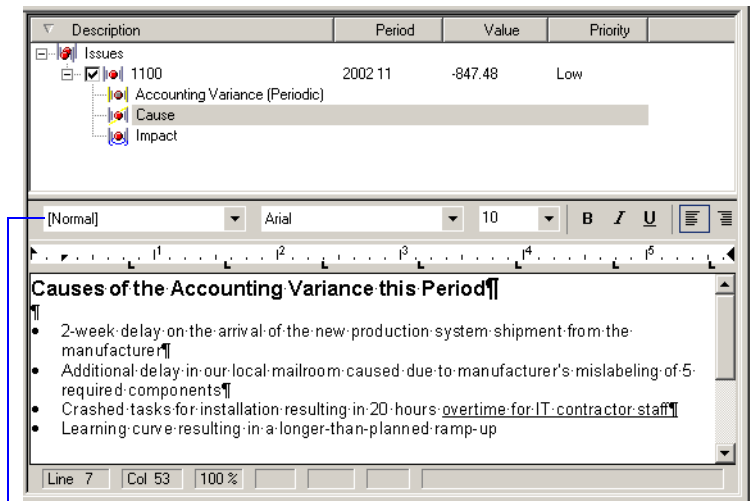 Description Period Value Priority
Issues
1100 2002 11 -847.48 Low
Accounting Variance (Periodic)
Cause
Impact
[Normal] Arial 10 B I U
1 2 3 4 5
Causes·of·the·Accounting·Variance·this·Period¶
¶
• 2-week·delay·on·the·arrival·of·the·new·production·system·shipment·from·the·
manufacturer¶
• Additional·delay·in·our·local·mailroom·caused·due·to·manufacturer's·mislabeling·of·5·
required·components¶
• Crashed·tasks·for·installation·resulting·in·20·hours·overtime·for·IT·contractor·staff¶
• Learning·curve·resulting·in·a·longer-than-planned·ramp-up
Line 7 Col 53 100 %